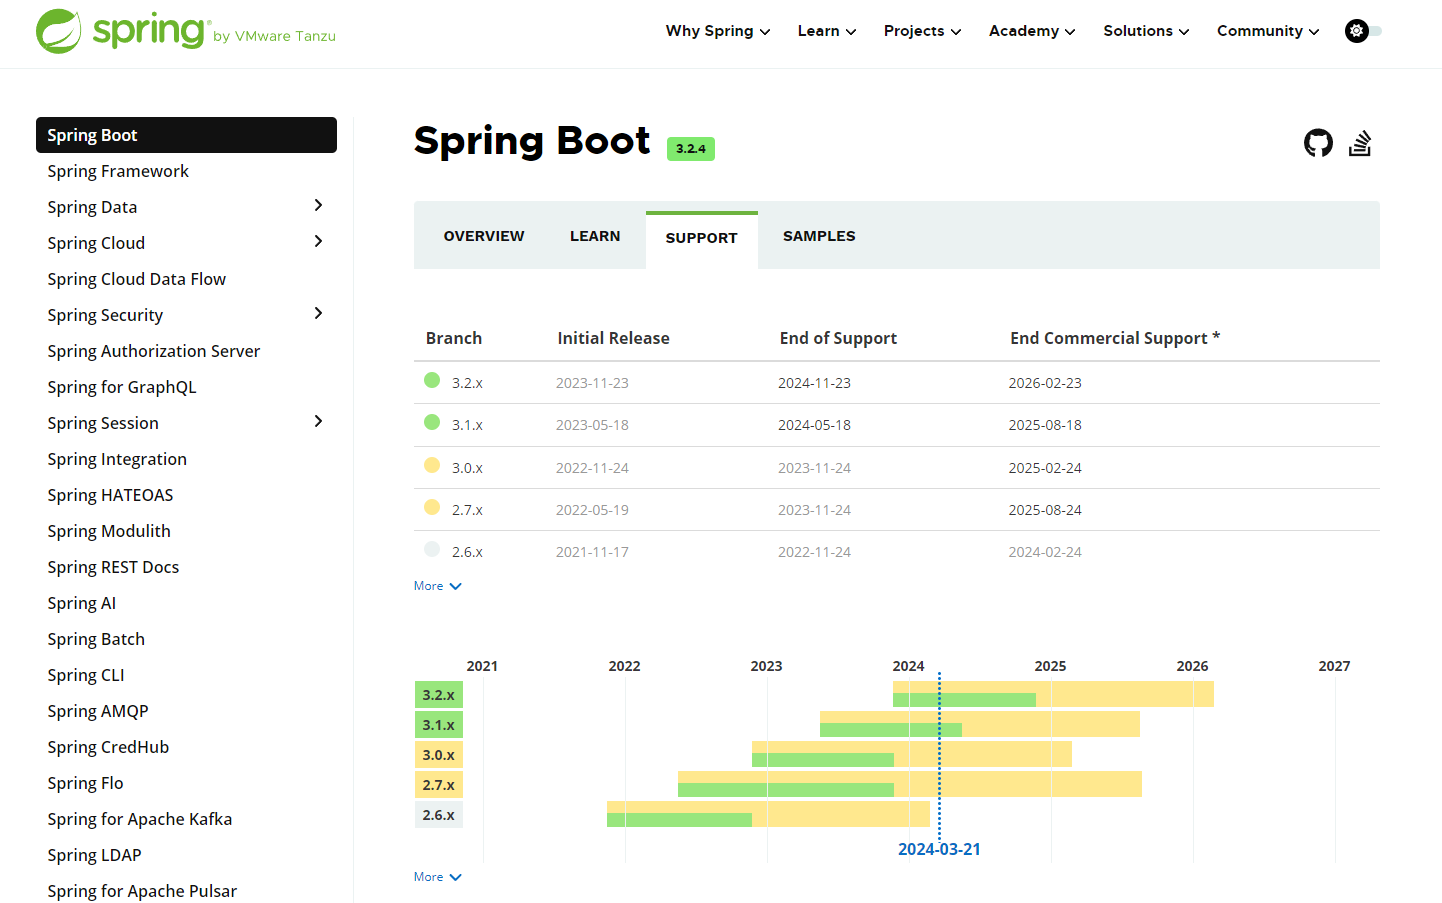 spring by VMware Tanzu
Why Spring Learn Projects Academy Solutions Community
Spring Boot
Spring Framework
Spring Data
Spring Cloud
Spring Cloud Data Flow
Spring Security
Spring Authorization Server
Spring for GraphQL
Spring Session
Spring Integration
Spring HATEOAS
Spring Modulith
Spring REST Docs
Spring AI
Spring Batch
Spring CLI
Spring AMQP
Spring CredHub
Spring Flo
Spring for Apache Kafka
Spring LDAP
Spring for Apache Pulsar
Spring Boot 3.2.4
OVERVIEW LEARN SUPPORT SAMPLES
Branch Initial Release End of Support End Commercial Support *
3.2.x 2023-11-23 2024-11-23 2026-02-23
3.1.x 2023-05-18 2024-05-18 2025-08-18
3.0.x 2022-11-24 2023-11-24 2025-02-24
2.7.x 2022-05-19 2023-11-24 2025-08-24
2.6.x 2021-11-17 2022-11-24 2024-02-24
More
2021 2022 2023 2024 2025 2026 2027
3.2.x
3.1.x
3.0.x
2.7.x
2.6.x
2024-03-21
More